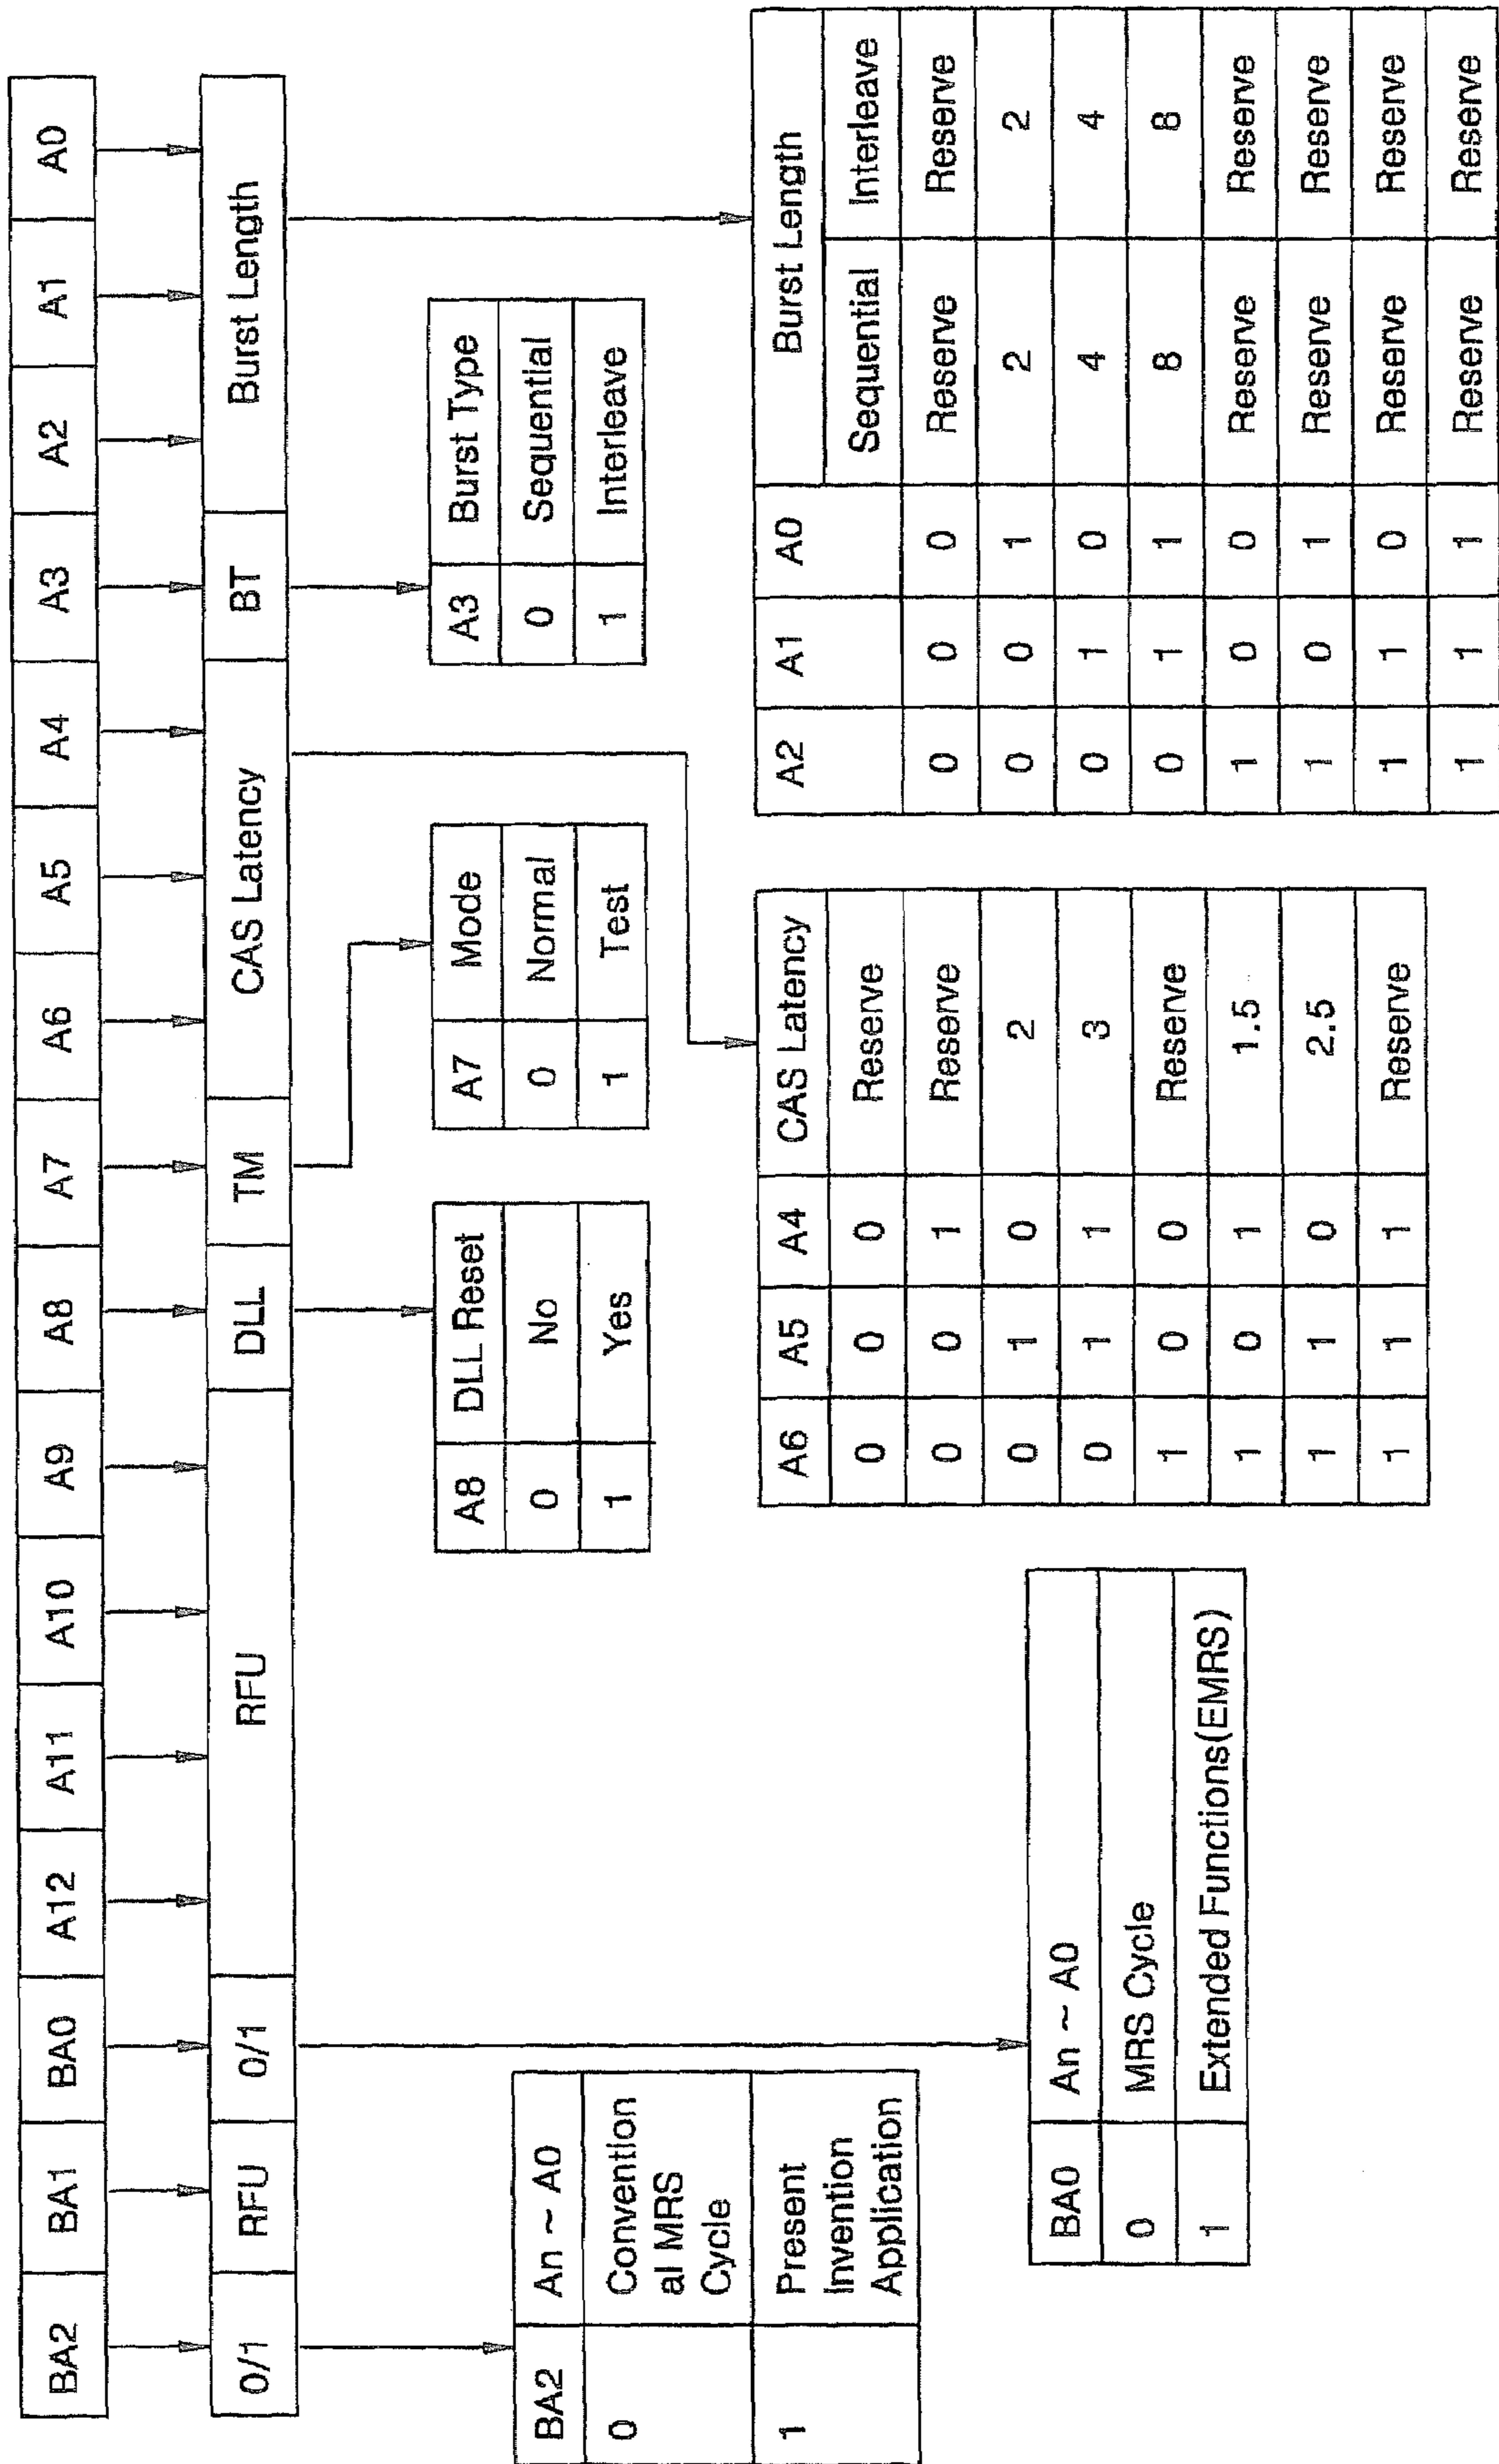 BA2 BA1 BA0 A12 A11 A10 A9 A8 A7 A6 A5 A4 A3 A2 A1 A0
0/1 RFU 0/1 RFU DLL TM CAS Latency BT Burst Length
BA2 An ~ A0
0 Convention
al MRS
Cycle
1 Present
Invention
Application
A8 DLL Reset
0 No
1 Yes
A7 Mode
0 Normal
1 Test
A3 Burst Type
0 Sequential
1 Interleave
BA0 An ~ A0
0 MRS Cycle
1 Extended Functions(EMRS)
A6 A5 A4 CAS Latency
0 0 0 Reserve
0 0 1 Reserve
0 1 0 2
0 1 1 3
1 0 0 Reserve
1 0 1 1.5
1 1 0 2.5
1 1 1 Reserve
A2 A1 A0 Burst Length
Sequential Interleave
0 0 0 Reserve Reserve
0 0 1 2 2
0 1 0 4 4
0 1 1 8 8
1 0 0 Reserve Reserve
1 0 1 Reserve Reserve
1 1 0 Reserve Reserve
1 1 1 Reserve Reserve